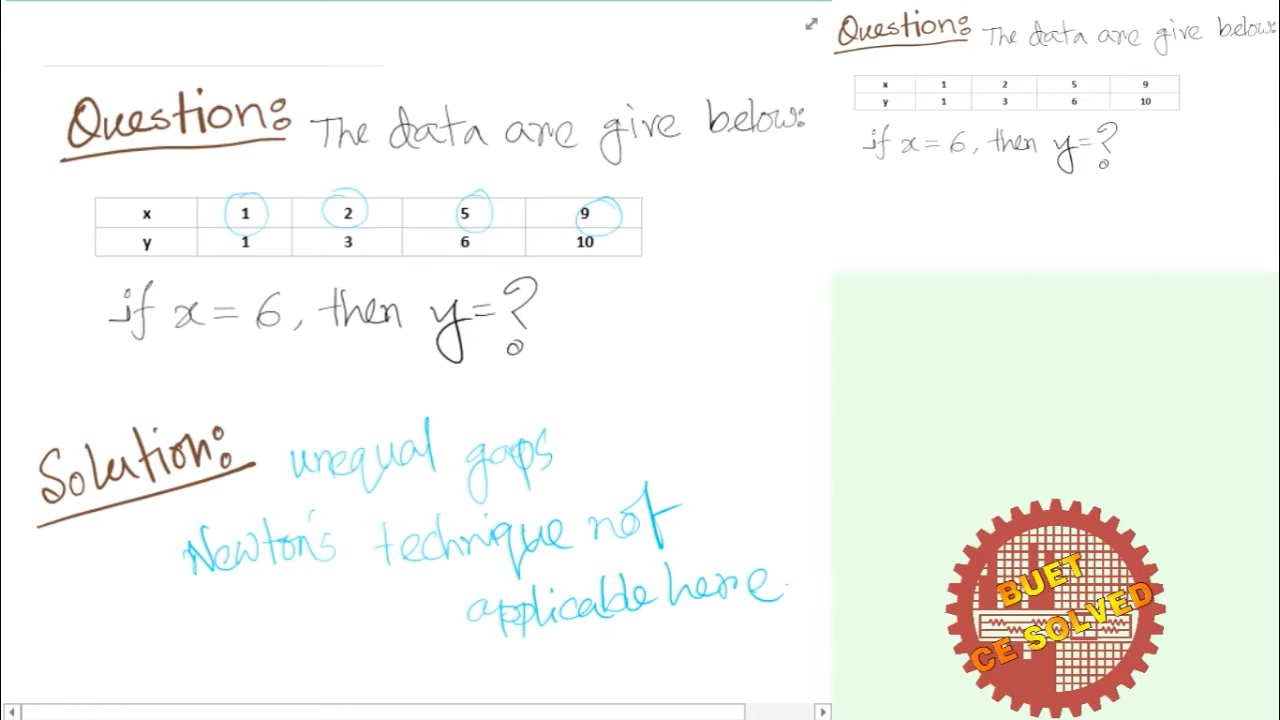 Question: The data are give below:
x 1 2 5 9
y 1 3 6 10
if x = 6, then y = ?
Solution: unequal gaps
Newton's technique not
applicable here.
Question: The data are give below:
x 1 2 5 9
y 1 3 6 10
if x = 6, then y = ?
BUET
CE SOLVED